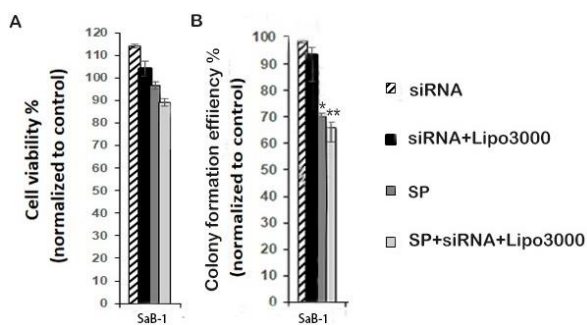 A
Cell viability %
(normalized to control)
120
110
100
90
80
70
60
50
40
30
20
10
0
SaB-1
B
Colony formation effiiency %
(normalized to control)
100
90
80
70
60
50
40
30
20
10
0
* **
SaB-1
siRNA
siRNA+Lipo3000
SP
SP+siRNA+Lipo3000